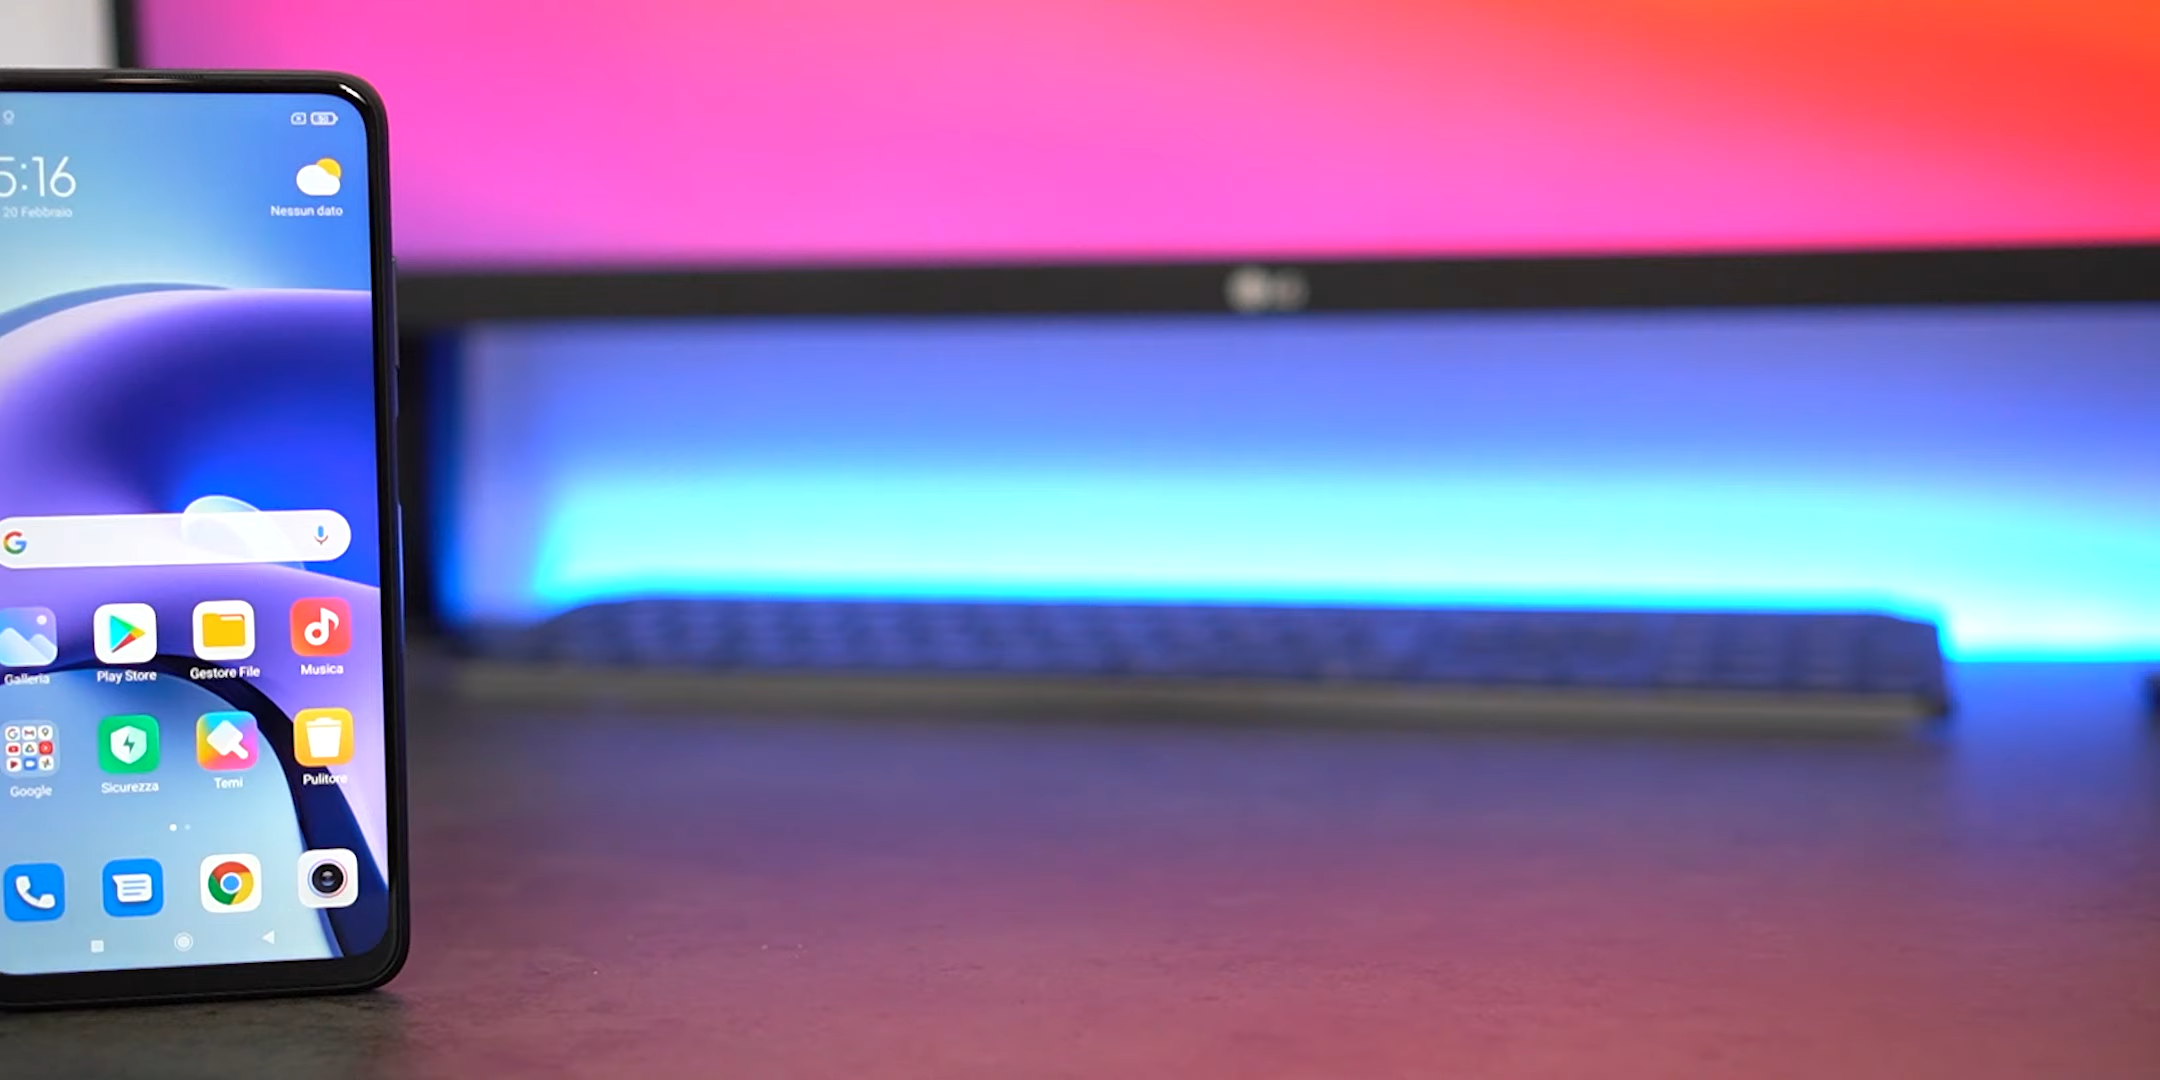 5:16
20 Febbraio
Nessun dato
Galleria
Play Store
Gestore File
Musica
Google
Sicurezza
Temi
Pulitore